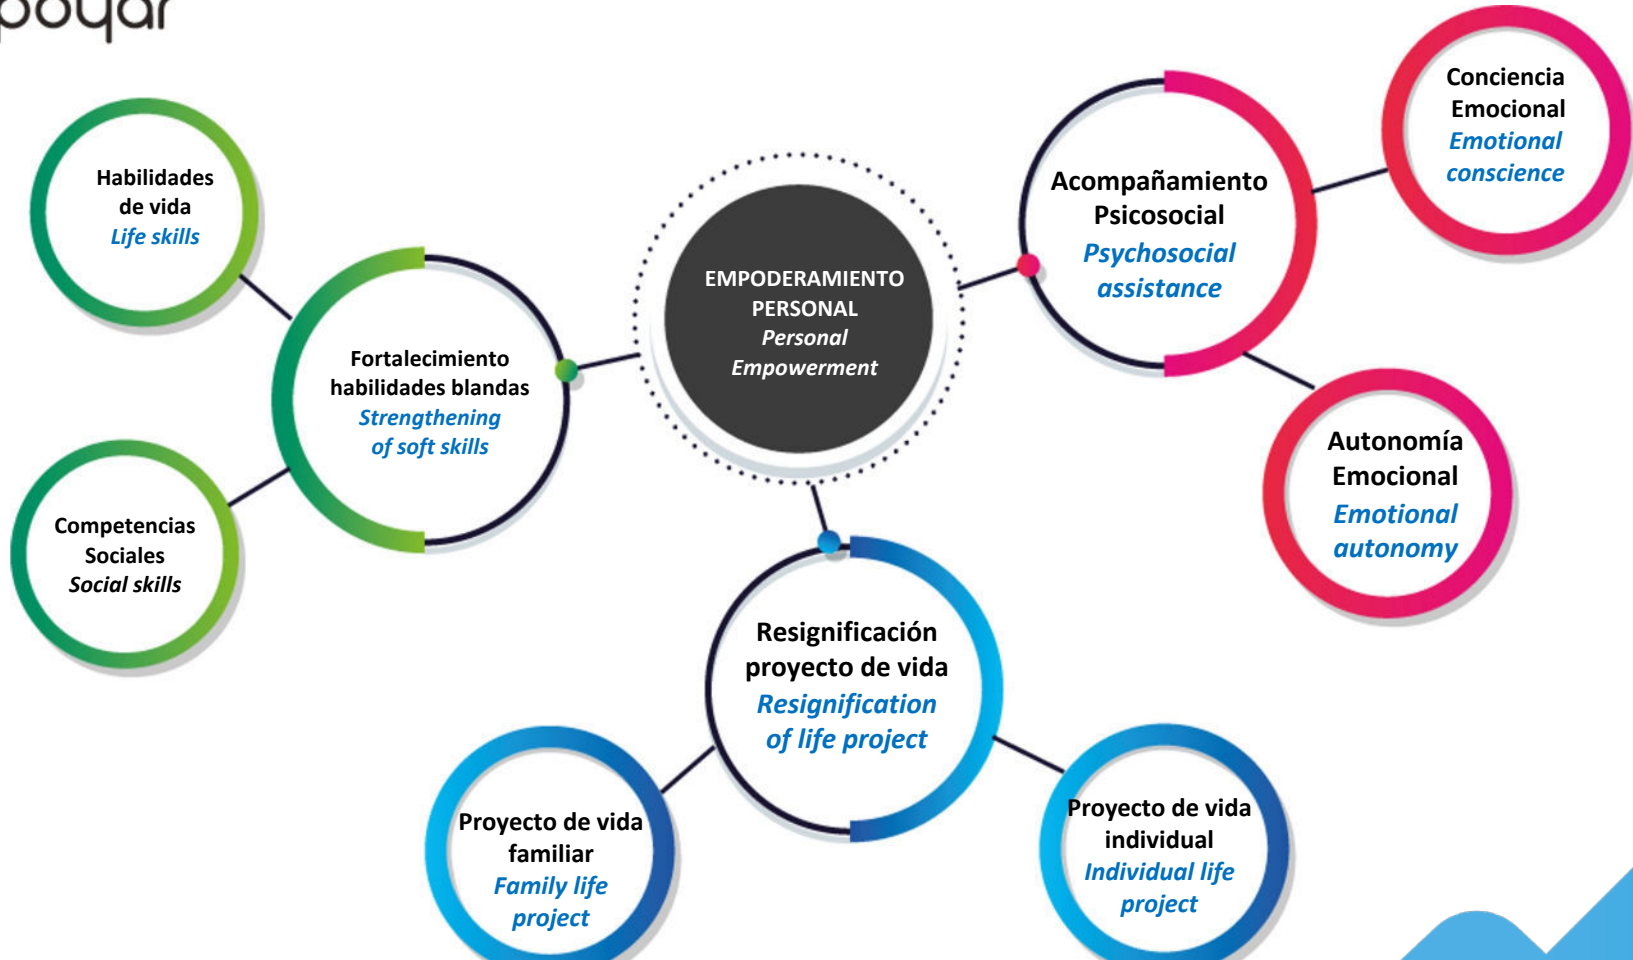 poyar
Conciencia
Emocional
Emotional
conscience
Habilidades
de vida
Life skills
Acompañamiento
Psicosocial
Psychosocial
assistance
EMPODERAMIENTO
PERSONAL
Personal
Empowerment
Fortalecimiento
habilidades blandas
Strengthening
of soft skills
Autonomía
Emocional
Emotional
autonomy
Competencias
Sociales
Social skills
Resignificación
proyecto de vida
Resignification
of life project
Proyecto de vida
familiar
Family life
project
Proyecto de vida
individual
Individual life
project